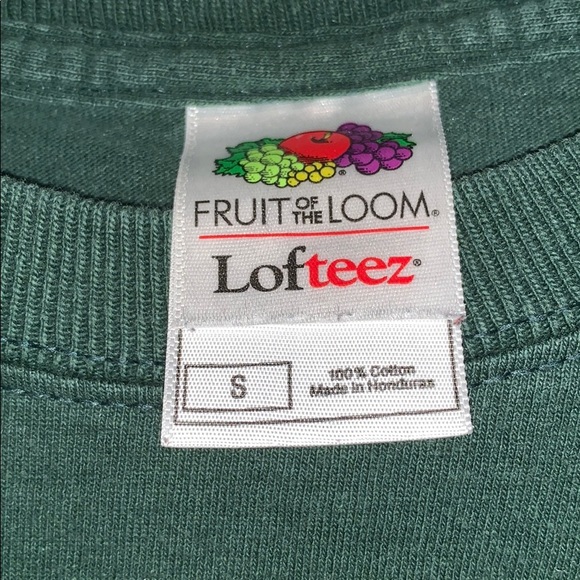 FRUIT OF THE LOOM®
Lofteez®
S
100% Cotton
Made in Honduras